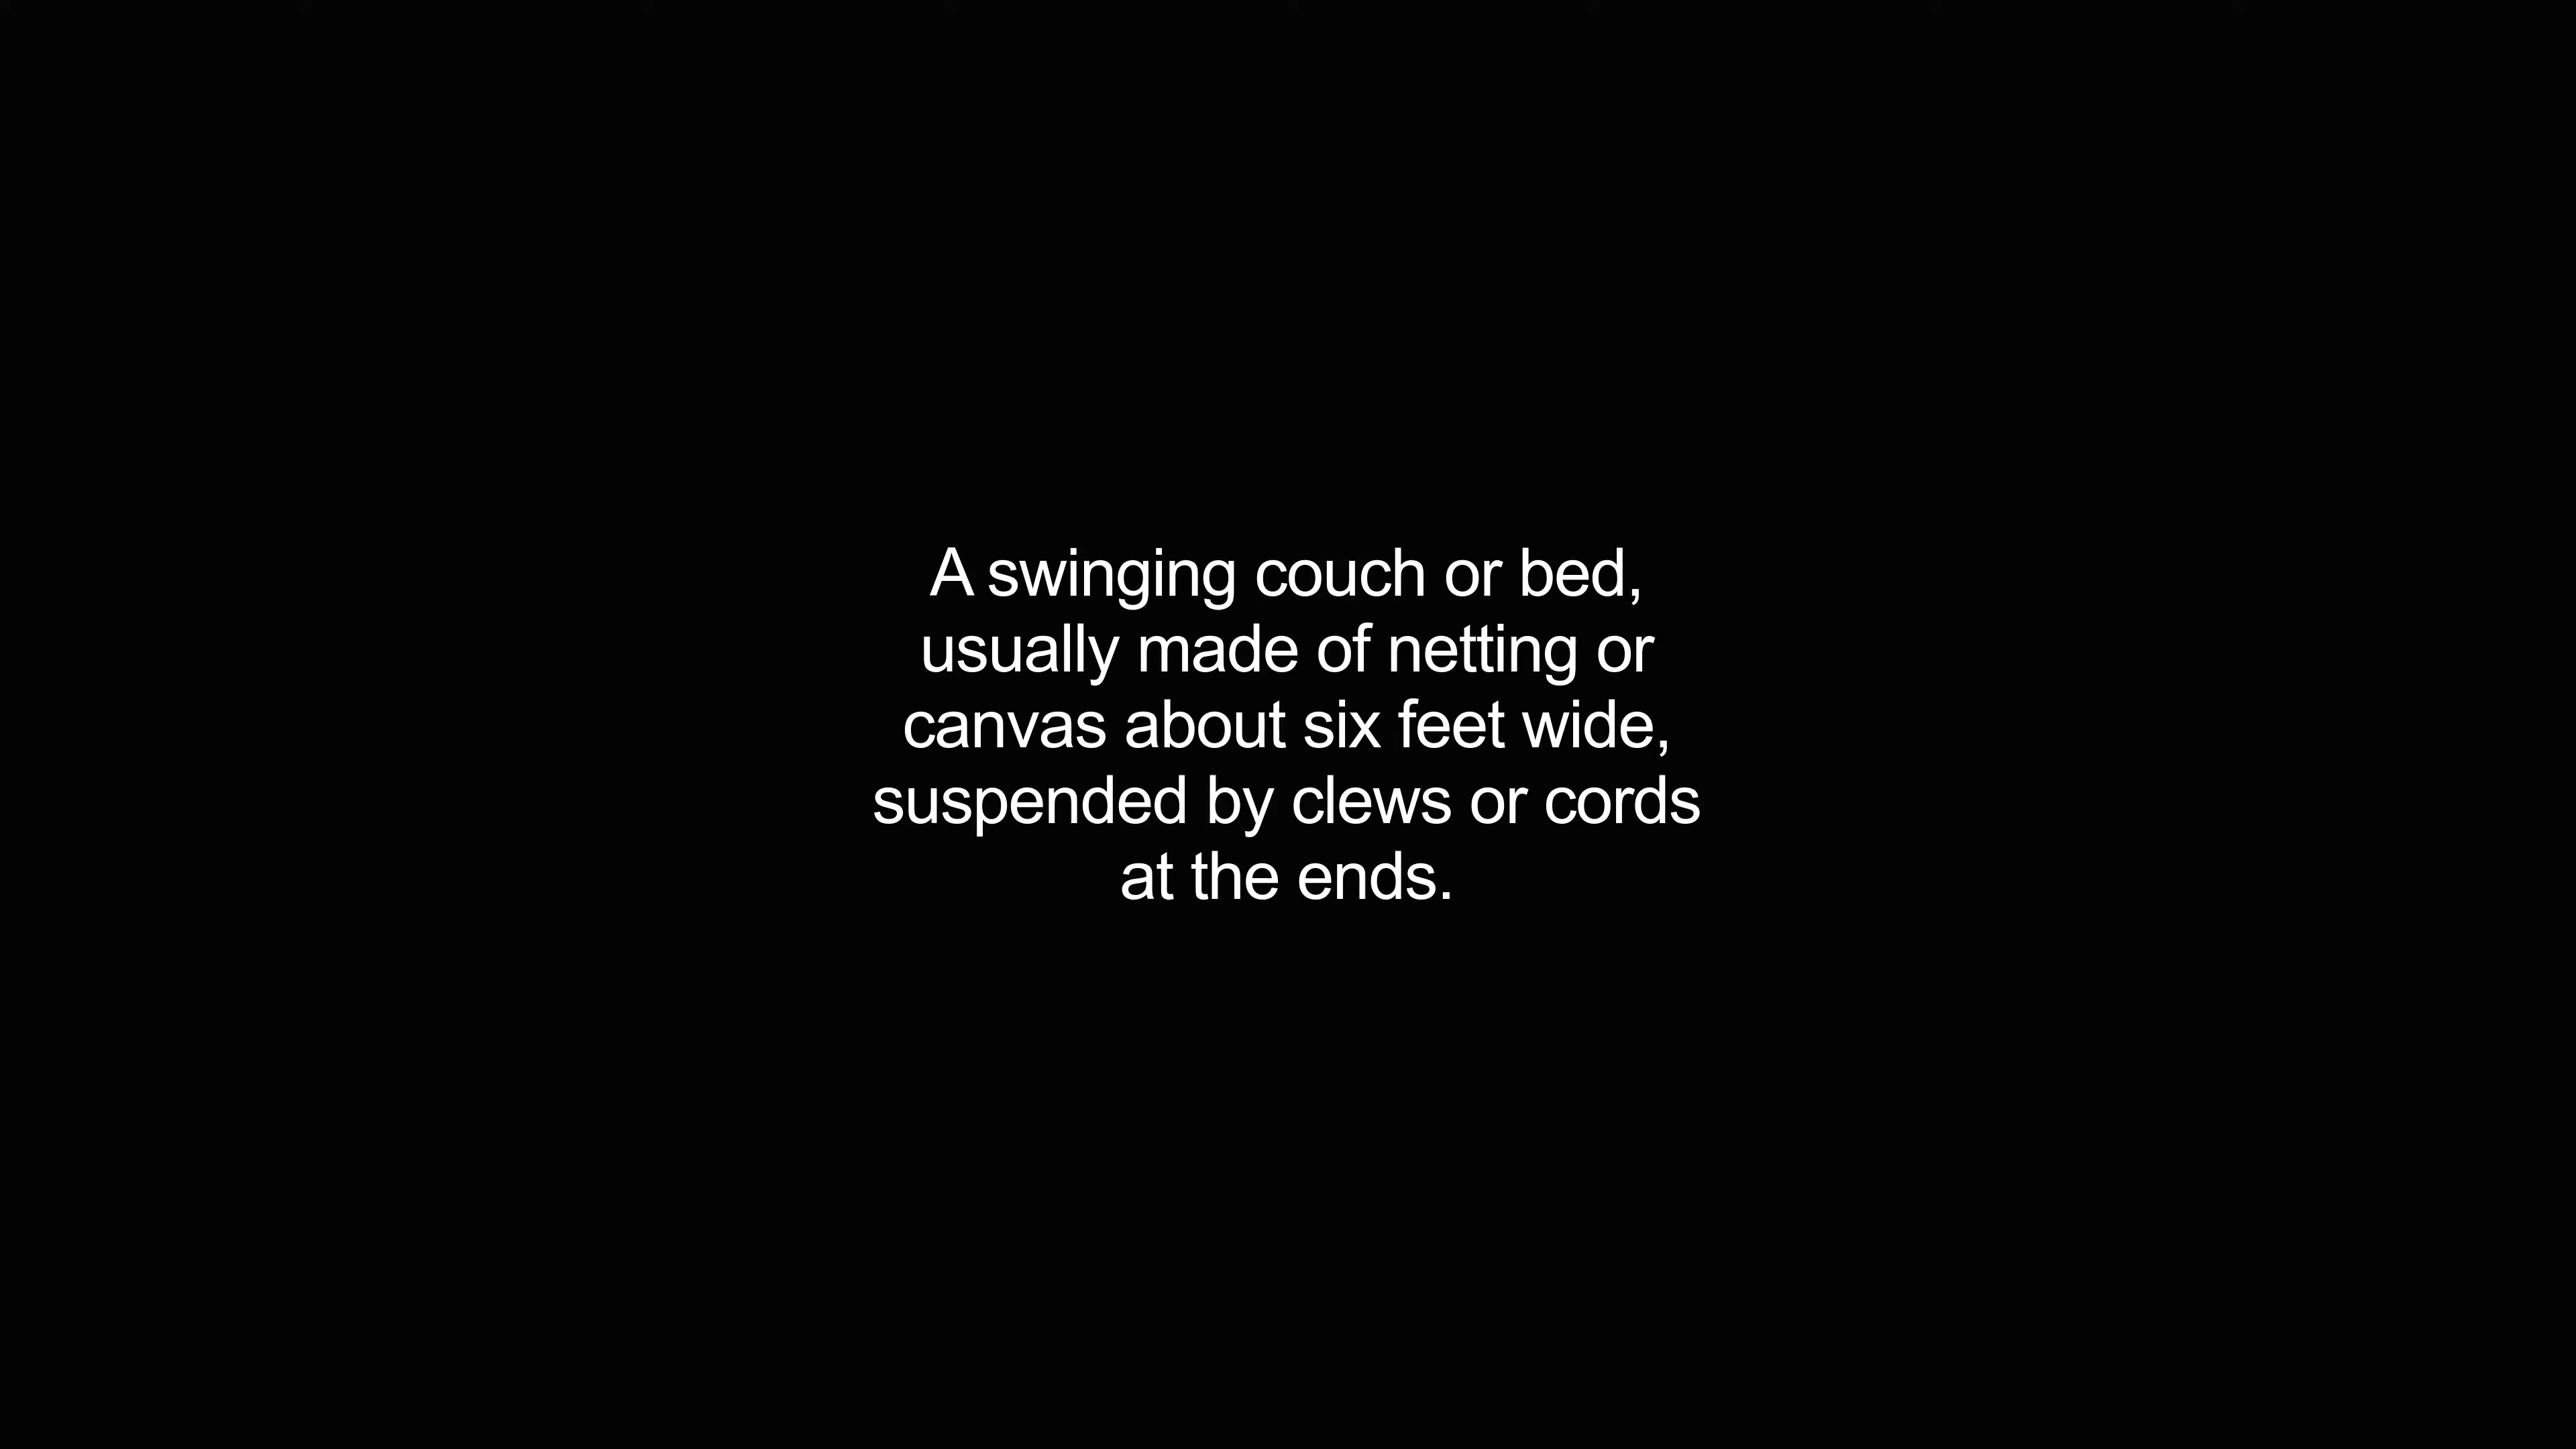 A swinging couch or bed,
usually made of netting or
canvas about six feet wide,
suspended by clews or cords
at the ends.